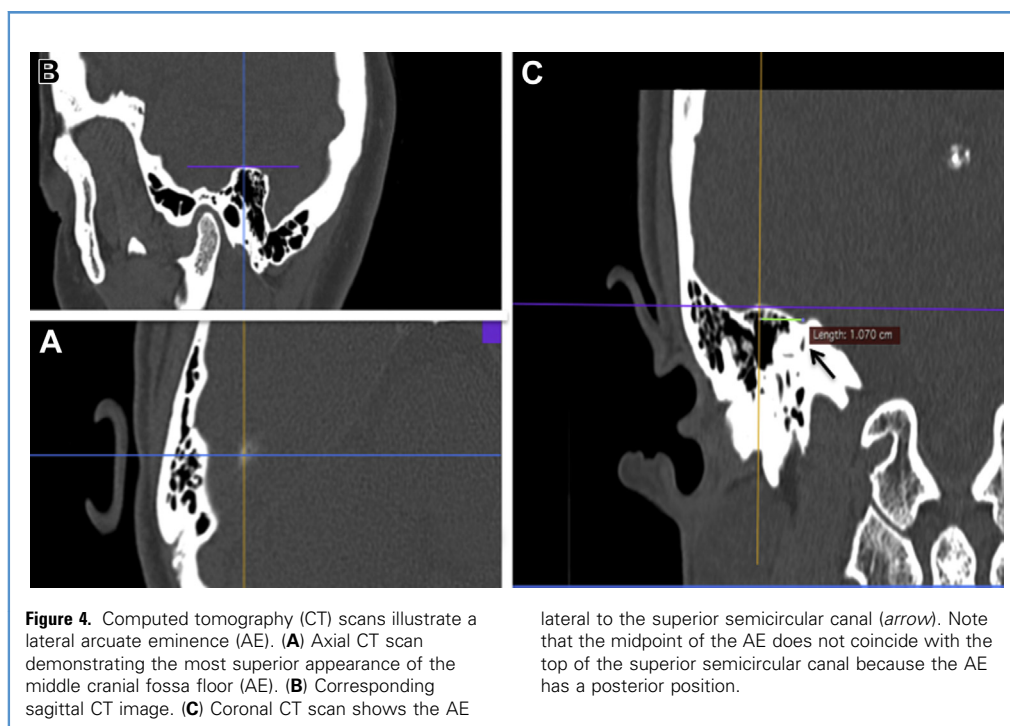 B
C
Length: 1.070 cm
A
Figure 4. Computed tomography (CT) scans illustrate a
lateral arcuate eminence (AE). (A) Axial CT scan
demonstrating the most superior appearance of the
middle cranial fossa floor (AE). (B) Corresponding
sagittal CT image. (C) Coronal CT scan shows the AE
lateral to the superior semicircular canal (arrow). Note
that the midpoint of the AE does not coincide with the
top of the superior semicircular canal because the AE
has a posterior position.